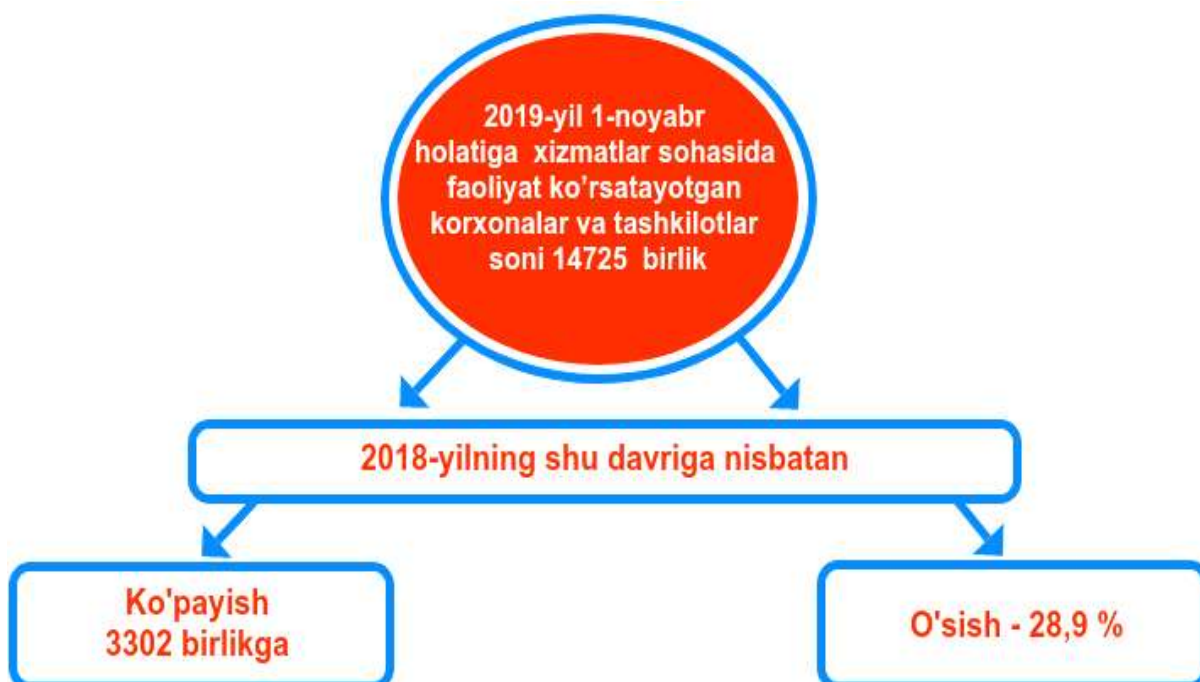 2019-yil 1-noyabr
holatiga xizmatlar sohasida
faoliyat ko’rsatayotgan
korxonalar va tashkilotlar
soni 14725 birlik
2018-yilning shu davriga nisbatan
Ko'payish
3302 birlikga
O'sish - 28,9 %